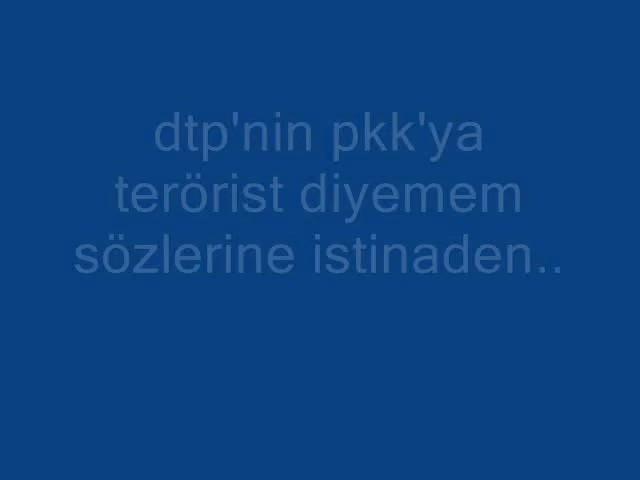 dtp'nin pkk'ya
terörist diyemem
sözlerine istinaden..